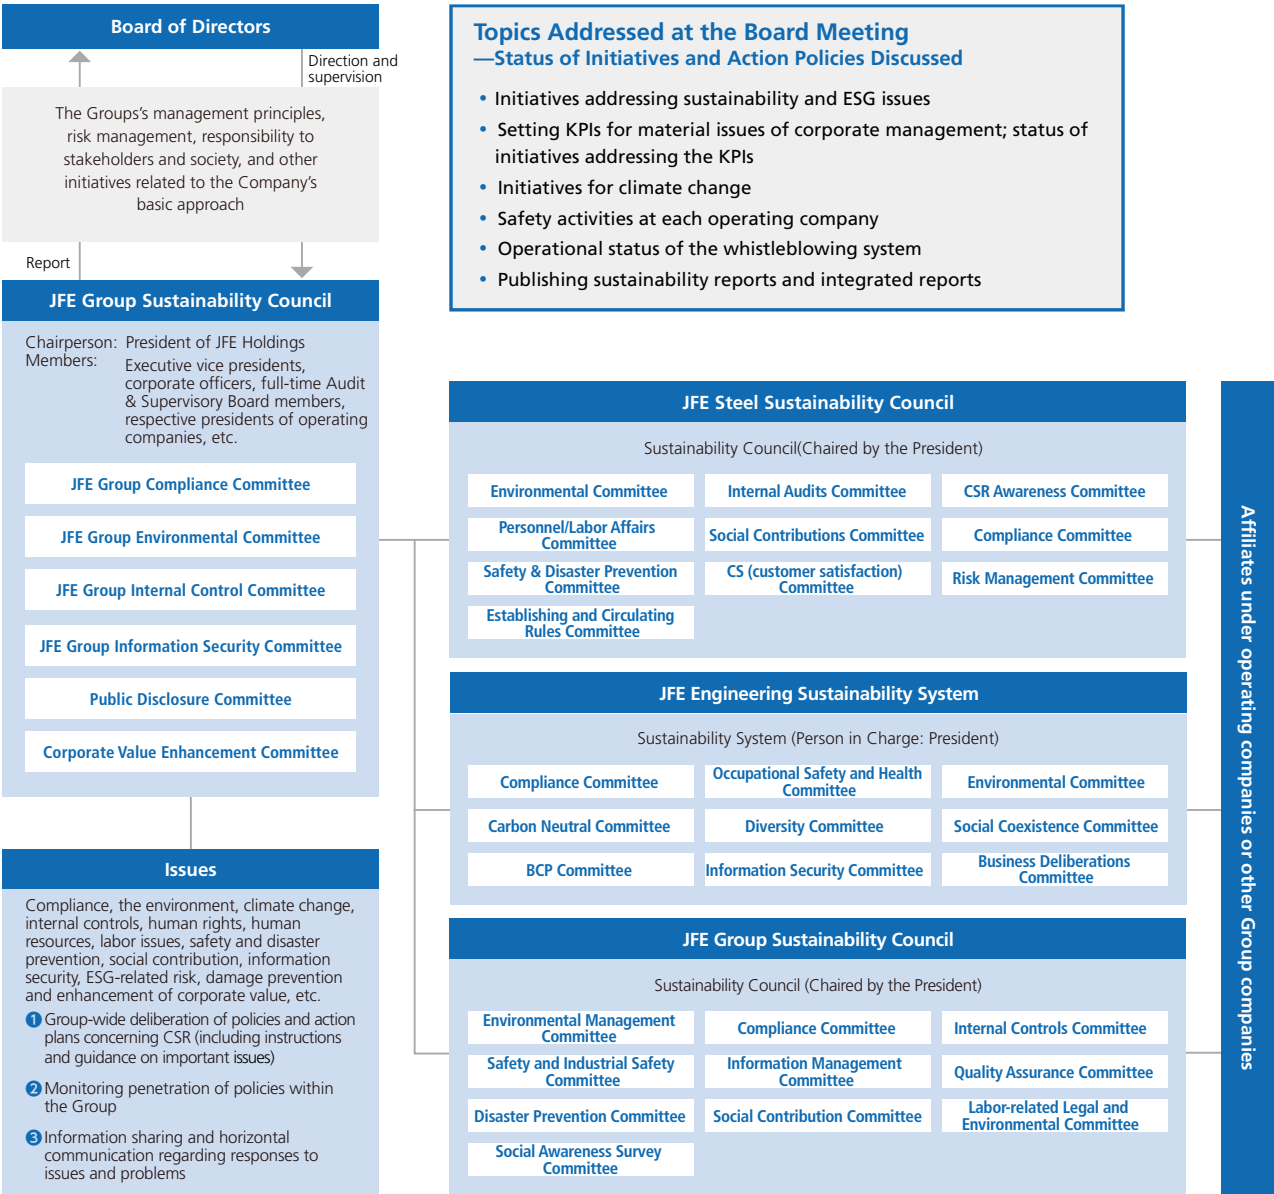 Board of Directors
Direction and
supervision
The Groups's management principles,
risk management, responsibility to
stakeholders and society, and other
initiatives related to the Company's
basic approach
Report
JFE Group Sustainability Council
Chairperson: President of JFE Holdings
Members: Executive vice presidents,
corporate officers, full-time Audit
& Supervisory Board members,
respective presidents of operating
companies, etc.
JFE Group Compliance Committee
JFE Group Environmental Committee
JFE Group Internal Control Committee
JFE Group Information Security Committee
Public Disclosure Committee
Corporate Value Enhancement Committee
Issues
Compliance, the environment, climate change,
internal controls, human rights, human
resources, labor issues, safety and disaster
prevention, social contribution, information
security, ESG-related risk, damage prevention
and enhancement of corporate value, etc.
❶ Group-wide deliberation of policies and action
plans concerning CSR (including instructions
and guidance on important issues)
❷ Monitoring penetration of policies within
the Group
❸ Information sharing and horizontal
communication regarding responses to
issues and problems
Topics Addressed at the Board Meeting
—Status of Initiatives and Action Policies Discussed
• Initiatives addressing sustainability and ESG issues
• Setting KPIs for material issues of corporate management; status of
initiatives addressing the KPIs
• Initiatives for climate change
• Safety activities at each operating company
• Operational status of the whistleblowing system
• Publishing sustainability reports and integrated reports
JFE Steel Sustainability Council
Sustainability Council(Chaired by the President)
Environmental Committee
Internal Audits Committee
CSR Awareness Committee
Personnel/Labor Affairs
Committee
Social Contributions Committee
Compliance Committee
Safety & Disaster Prevention
Committee
CS (customer satisfaction)
Committee
Risk Management Committee
Establishing and Circulating
Rules Committee
JFE Engineering Sustainability System
Sustainability System (Person in Charge: President)
Compliance Committee
Occupational Safety and Health
Committee
Environmental Committee
Carbon Neutral Committee
Diversity Committee
Social Coexistence Committee
BCP Committee
Information Security Committee
Business Deliberations
Committee
JFE Group Sustainability Council
Sustainability Council (Chaired by the President)
Environmental Management
Committee
Compliance Committee
Internal Controls Committee
Safety and Industrial Safety
Committee
Information Management
Committee
Quality Assurance Committee
Disaster Prevention Committee
Social Contribution Committee
Labor-related Legal and
Environmental Committee
Social Awareness Survey
Committee
Affiliates under operating companies or other Group companies